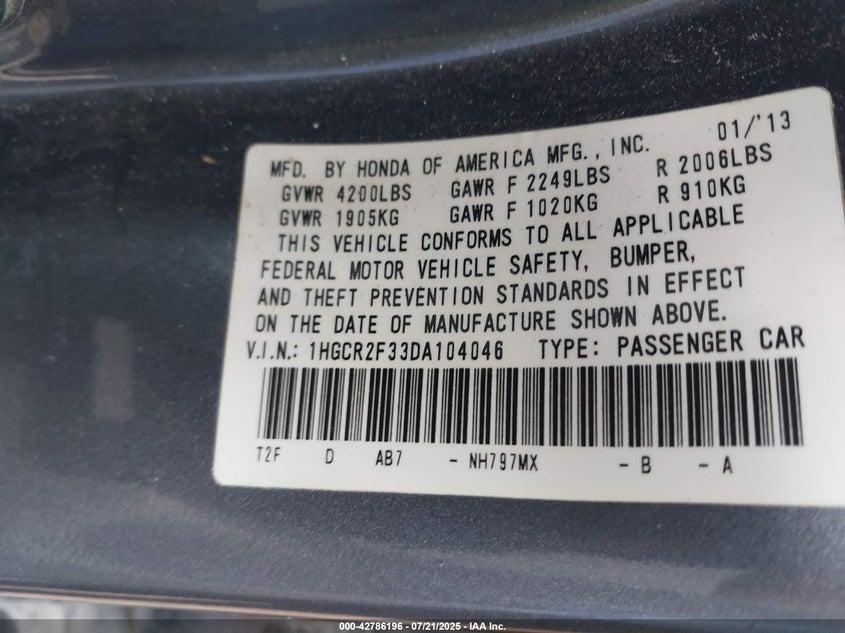 01/'13
MFD. BY HONDA OF AMERICA MFG., INC.
GVWR 4200LBS GAWR F 2249LBS R 2006LBS
GVWR 1905KG GAWR F 1020KG R 910KG
THIS VEHICLE CONFORMS TO ALL APPLICABLE
FEDERAL MOTOR VEHICLE SAFETY, BUMPER,
AND THEFT PREVENTION STANDARDS IN EFFECT
ON THE DATE OF MANUFACTURE SHOWN ABOVE.
V.I.N.: 1HGCR2F33DA104046 TYPE: PASSENGER CAR
T2F D AB7 - NH797MX - B - A
000-42786196 - 07/21/2025 - IAA Inc.